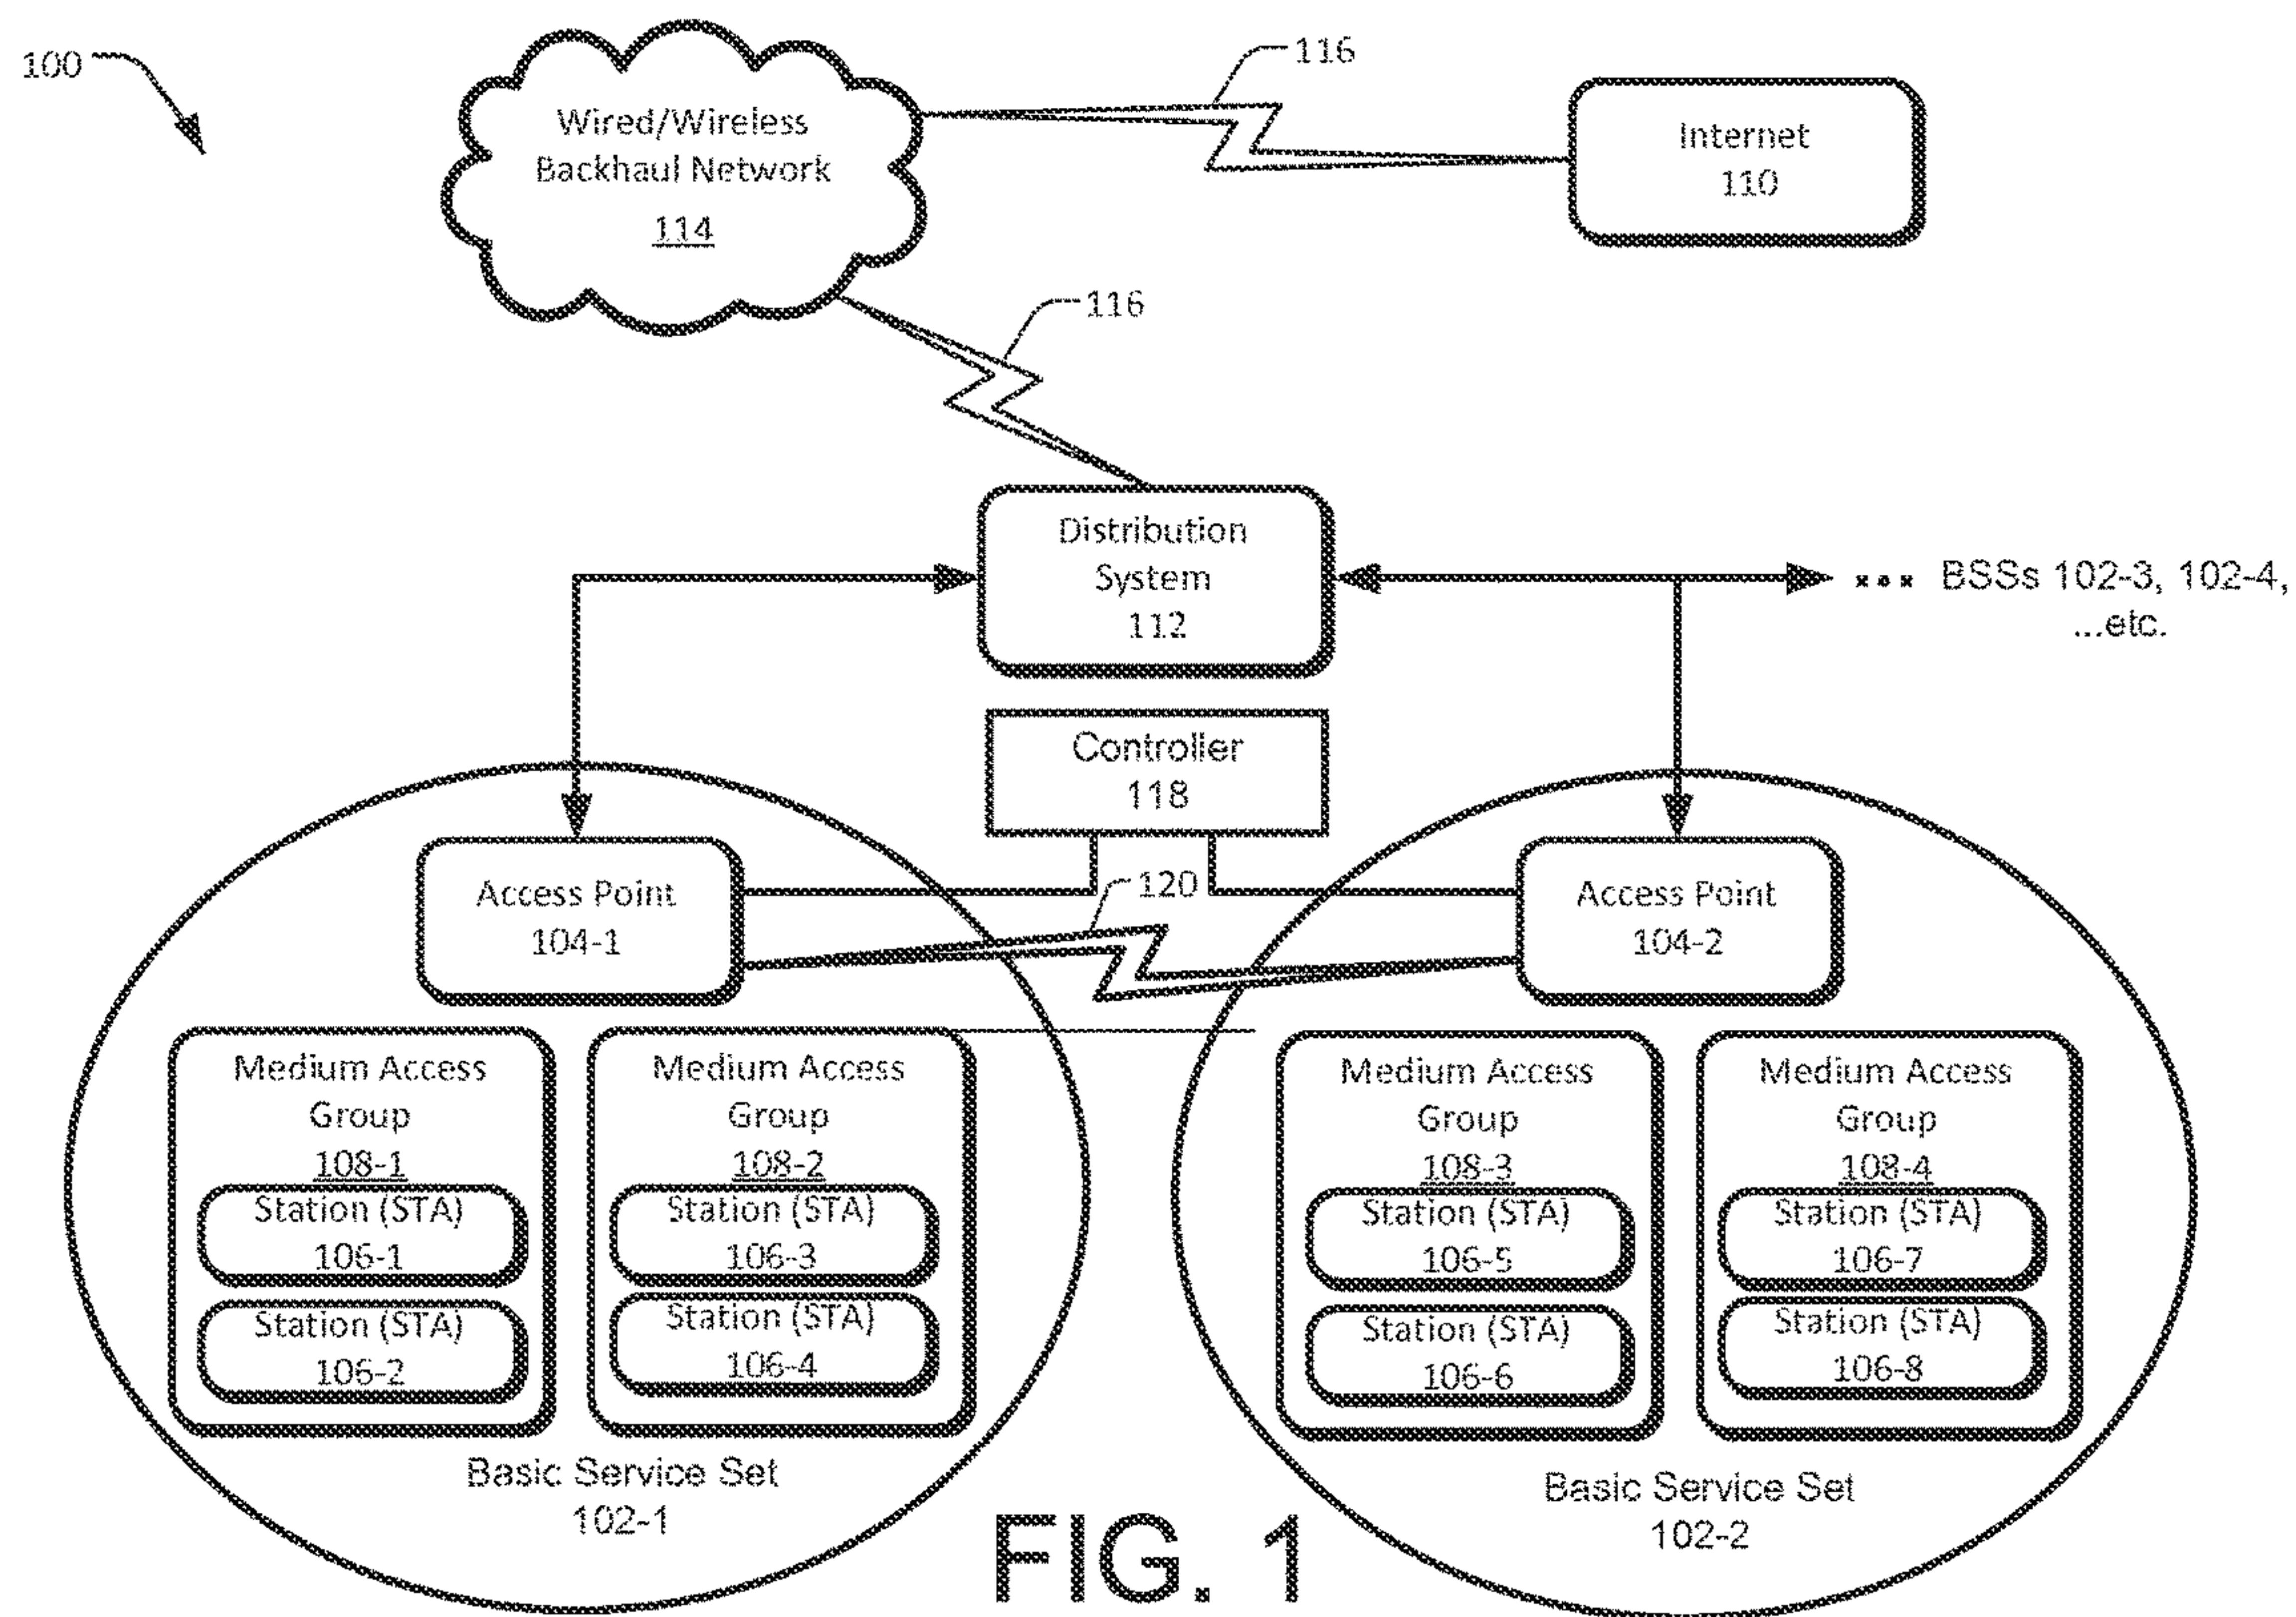 100
Wired/Wireless
Backhaul Network
114
116
Internet
110
116
Distribution
System
112
... BSSs 102-3, 102-4,
...etc.
Controller
118
Access Point
104-1
120
Access Point
104-2
Medium Access
Group
108-1
Station (STA)
106-1
Station (STA)
106-2
Medium Access
Group
108-2
Station (STA)
106-3
Station (STA)
106-4
Basic Service Set
102-1
Medium Access
Group
108-3
Station (STA)
106-5
Station (STA)
106-6
Medium Access
Group
108-4
Station (STA)
106-7
Station (STA)
106-8
Basic Service Set
102-2
FIG. 1